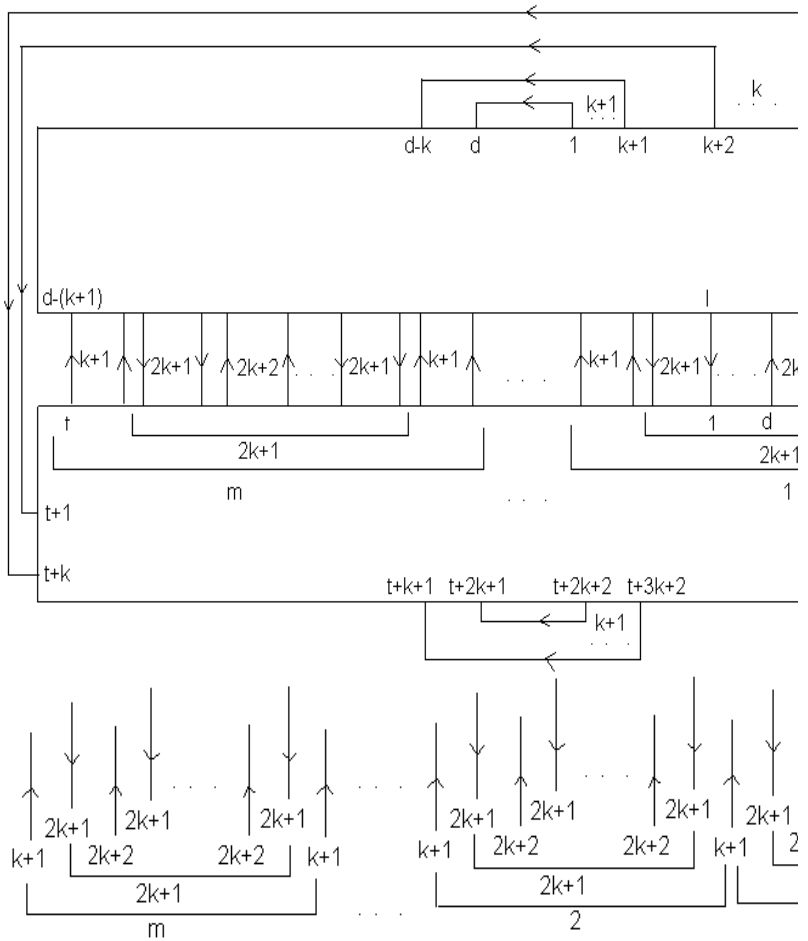 k
k+1
d-k d 1 k+1 k+2
d-(k+1) l
k+1 2k+1 2k+2 . . . . 2k+1 k+1 . . . . k+1 2k+1 . . . . 2k
t 1 d
2k+1 2k+1
m . . . . 1
t+1
t+k
t+k+1 t+2k+1 t+2k+2 t+3k+2
k+1
2k+1 2k+1 2k+1 2k+1 2k+1 2k+1 2k+1
k+1 2k+2 2k+2 k+1 k+1 2k+2 2k+2 k+1 2
2k+1 2k+1
m . . . . 2